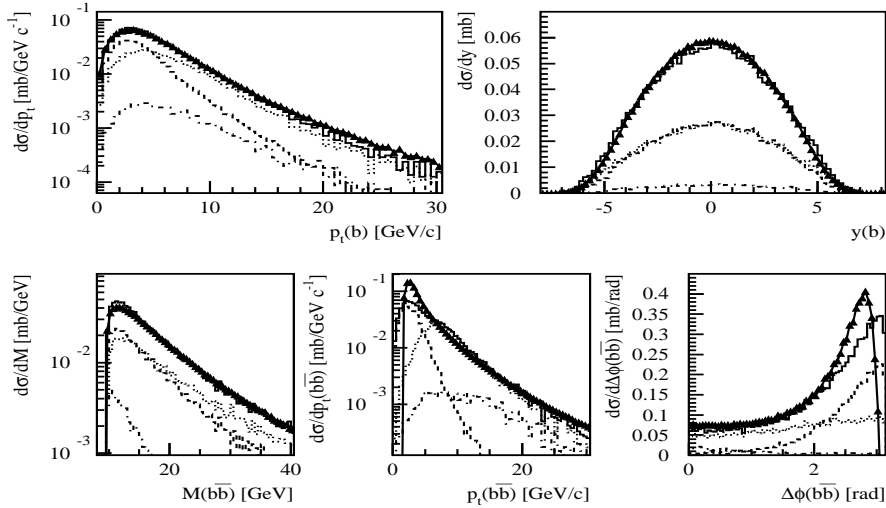 dσ/dpt [mb/GeV c-1]
10-1
10-2
10-3
10-4
0 10 20 30
pt(b) [GeV/c]
dσ/dy [mb]
0.06
0.05
0.04
0.03
0.02
0.01
0
-5 0 5
y(b)
dσ/dM [mb/GeV]
10-2
10-3
20 40
M(bb̅) [GeV]
dσ/dpt(bb̅) [mb/GeV c-1]
10-1
10-2
10-3
0 20
pt(bb̅) [GeV/c]
dσ/dΔϕ(bb̅) [mb/rad]
0.4
0.35
0.3
0.25
0.2
0.15
0.1
0.05
0
0 2
Δϕ(bb̅) [rad]